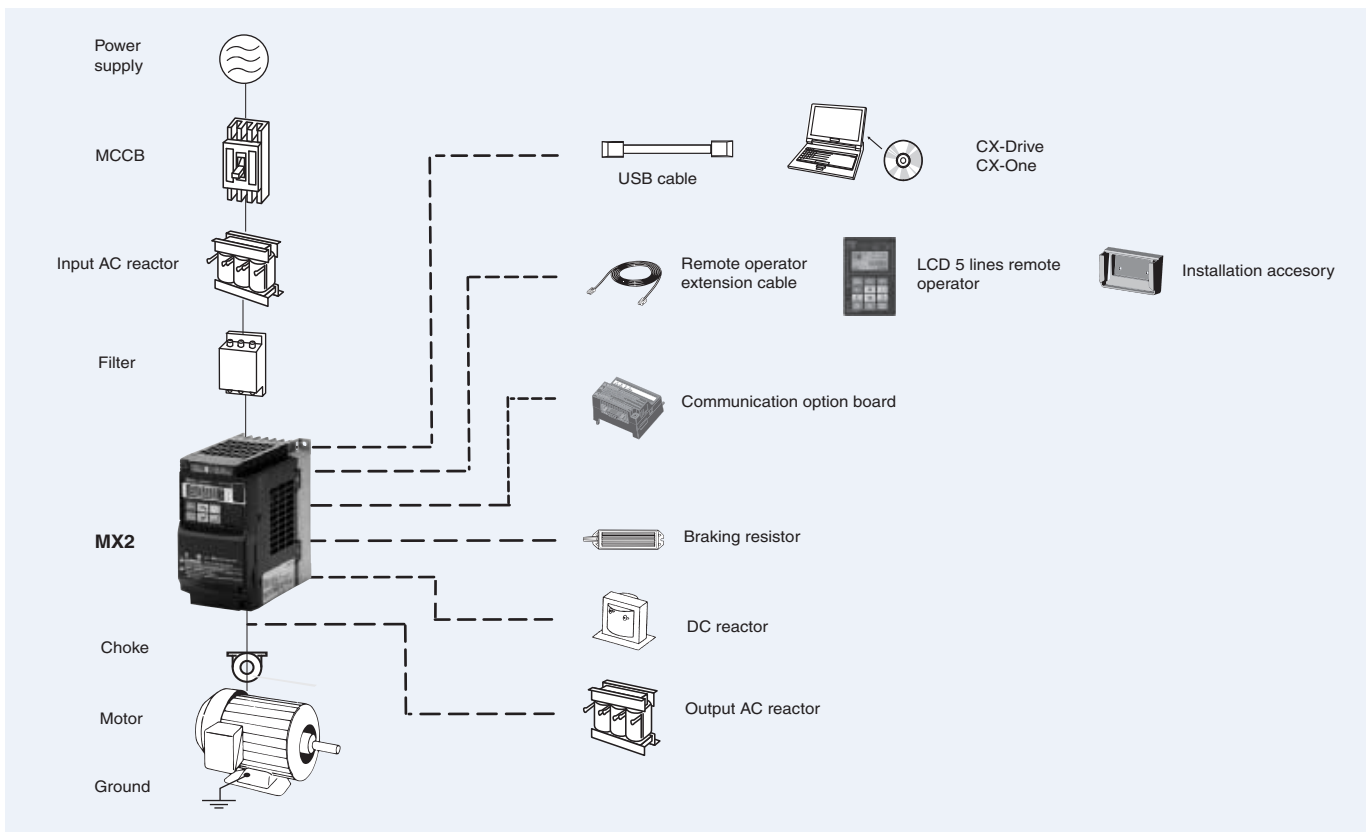 Power
supply
MCCB
USB cable
CX-Drive
CX-One
Input AC reactor
Remote operator
extension cable
LCD 5 lines remote
operator
Installation accesory
Filter
Communication option board
MX2
Braking resistor
DC reactor
Choke
Motor
Output AC reactor
Ground